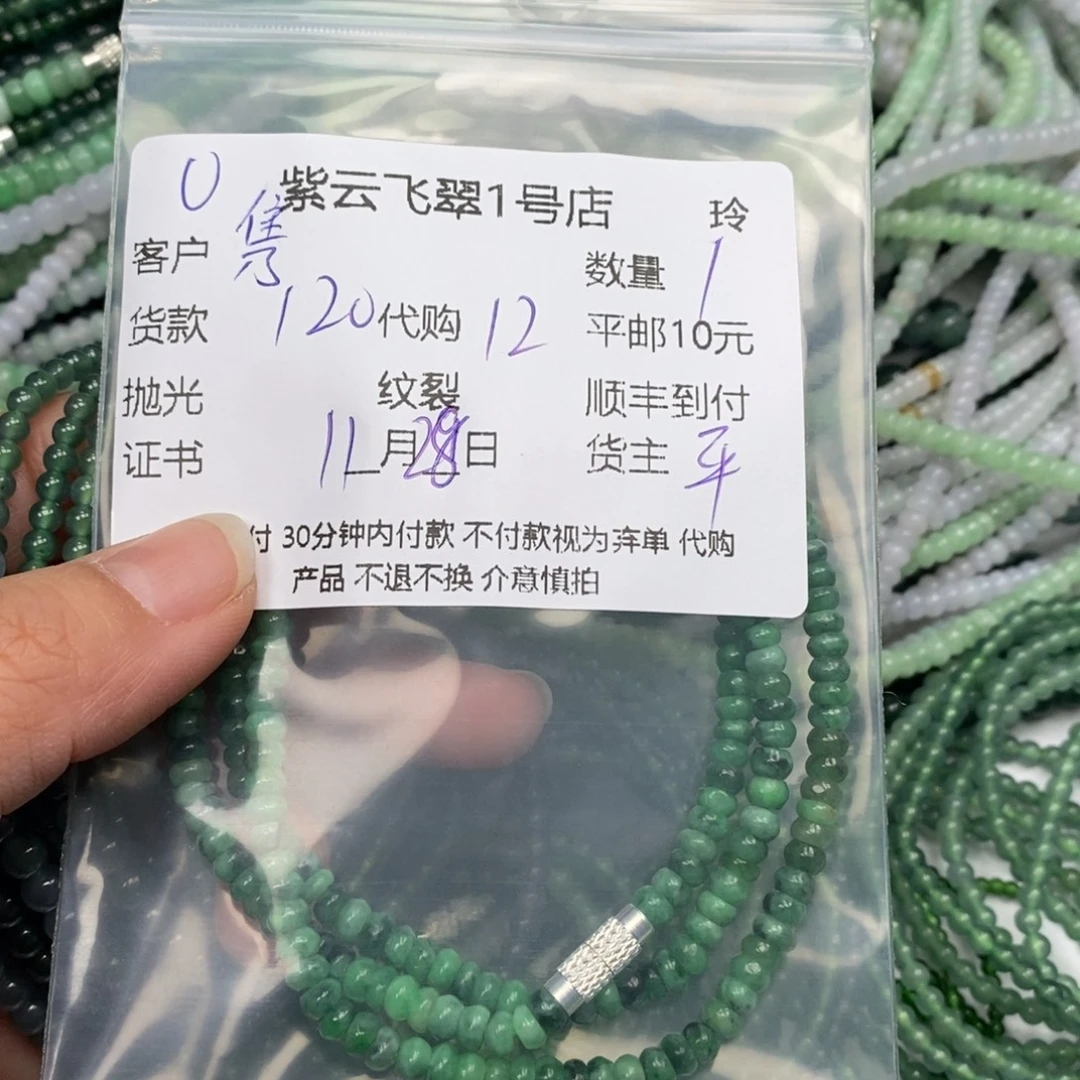 U 紫云飞翠1号店 玲
客户 售 数量 1
货款 120 代购 12 平邮10元
抛光 纹裂 顺丰到付
证书 11月28日 货主 平
付 30分钟内付款 不付款视为弃单 代购
产品 不退不换 介意慎拍